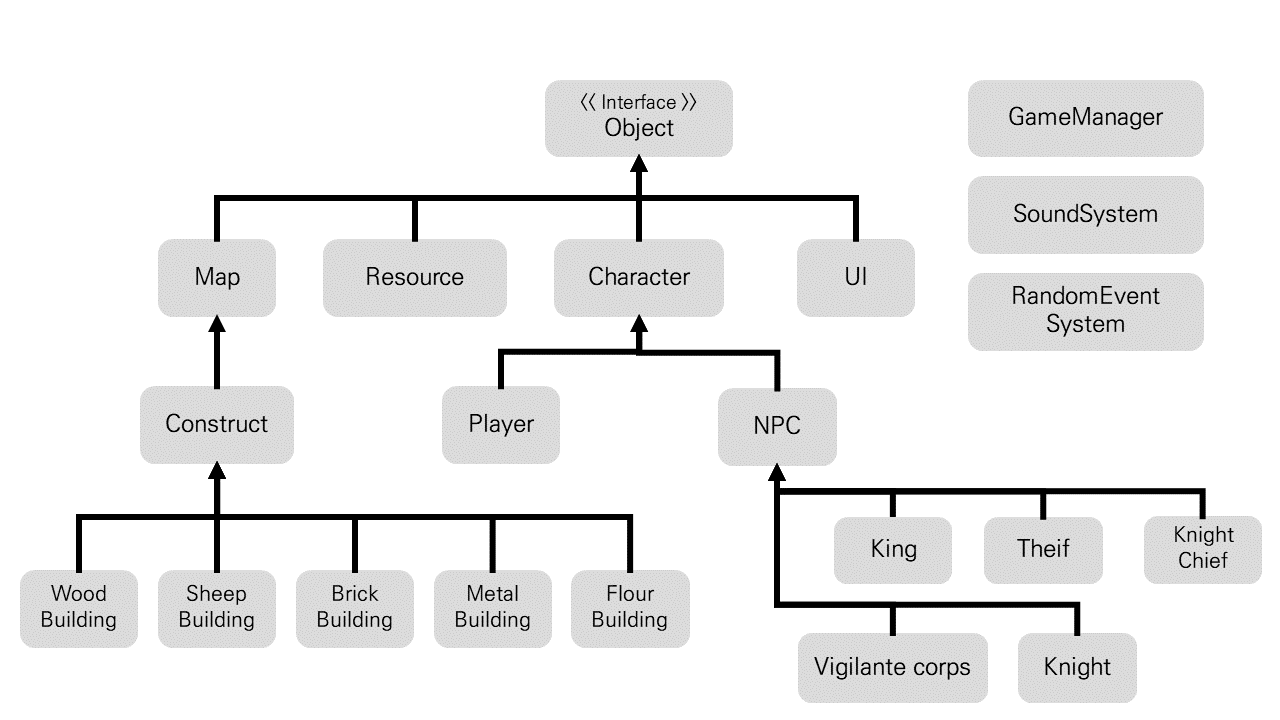 《 Interface 》
Object
GameManager
SoundSystem
RandomEvent
System
Map
Resource
Character
UI
Construct
Player
NPC
King
Theif
Knight
Chief
Wood
Building
Sheep
Building
Brick
Building
Metal
Building
Flour
Building
Vigilante corps
Knight